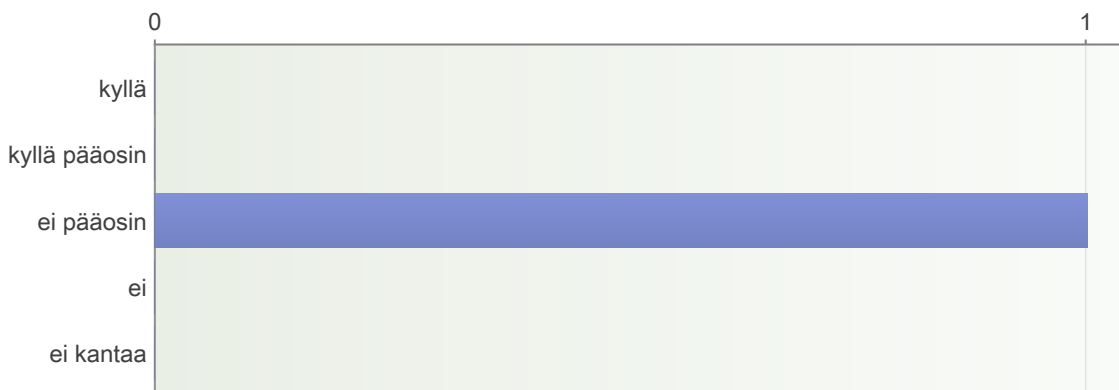 0 1
kyllä
kyllä pääosin
ei pääosin
ei
ei kantaa